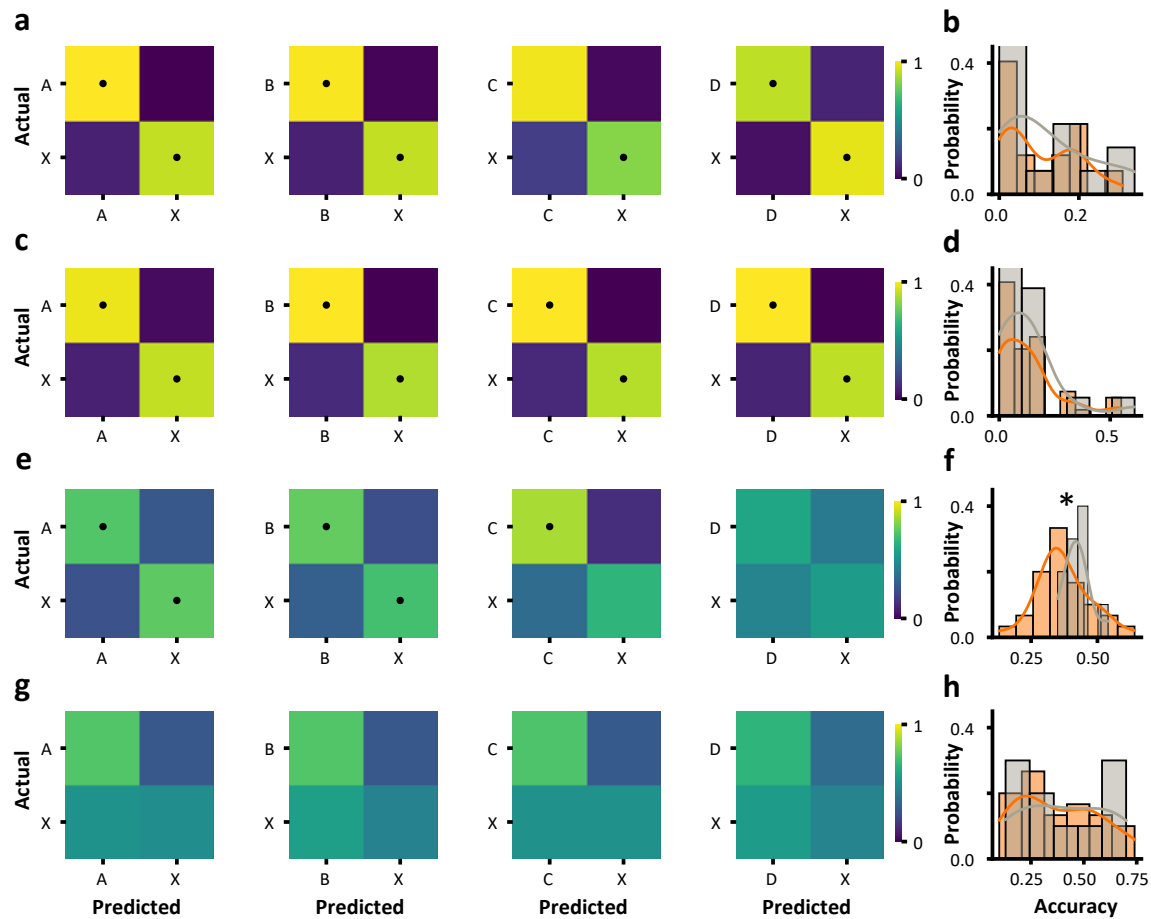 a
b
Actual
A
X
A X
B
X
B X
C
X
C X
D
X
D X
1
0
Probability
0.4
0.0
0.0 0.2
c
d
Actual
A
X
A X
B
X
B X
C
X
C X
D
X
D X
1
0
Probability
0.4
0.0
0.0 0.5
e
f
Actual
A
X
A X
B
X
B X
C
X
C X
D
X
D X
1
0
*
Probability
0.4
0.0
0.25 0.50
g
h
Actual
A
X
A X
Predicted
B
X
B X
Predicted
C
X
C X
Predicted
D
X
D X
Predicted
1
0
Probability
0.4
0.0
0.25 0.50 0.75
Accuracy